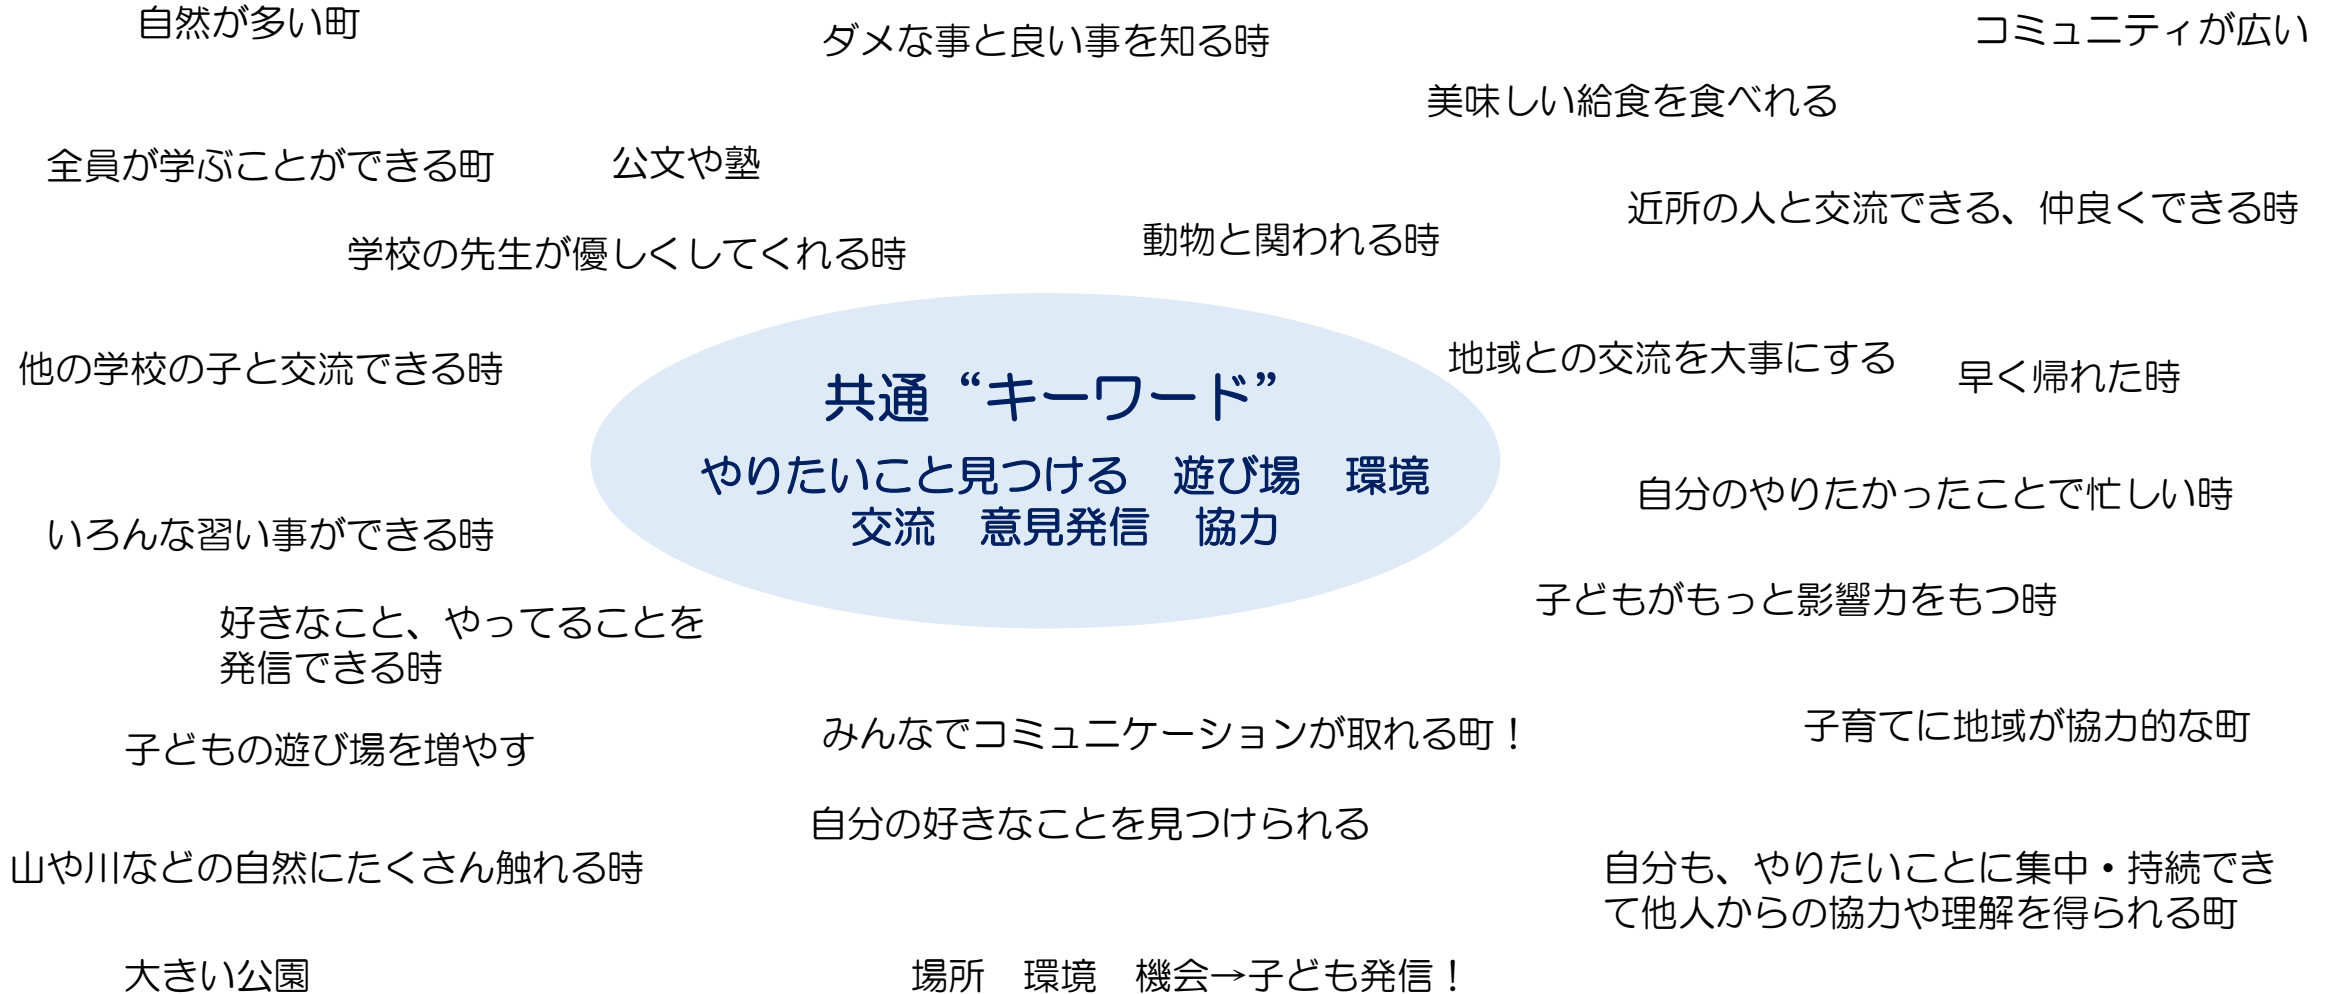 自然が多い町
ダメな事と良い事を知る時
コミュニティが広い
美味しい給食を食べれる
全員が学ぶことができる町
公文や塾
近所の人と交流できる、仲良くできる時
学校の先生が優しくしてくれる時
動物と関われる時
他の学校の子と交流できる時
地域との交流を大事にする
早く帰れた時
共通“キーワード”
やりたいこと見つける　遊び場　環境
交流　意見発信　協力
自分のやりたかったことで忙しい時
いろんな習い事ができる時
子どもがもっと影響力をもつ時
好きなこと、やってることを
発信できる時
みんなでコミュニケーションが取れる町！
子育てに地域が協力的な町
子どもの遊び場を増やす
自分の好きなことを見つけられる
山や川などの自然にたくさん触れる時
自分も、やりたいことに集中・持続でき
て他人からの協力や理解を得られる町
大きい公園
場所　環境　機会→子ども発信！